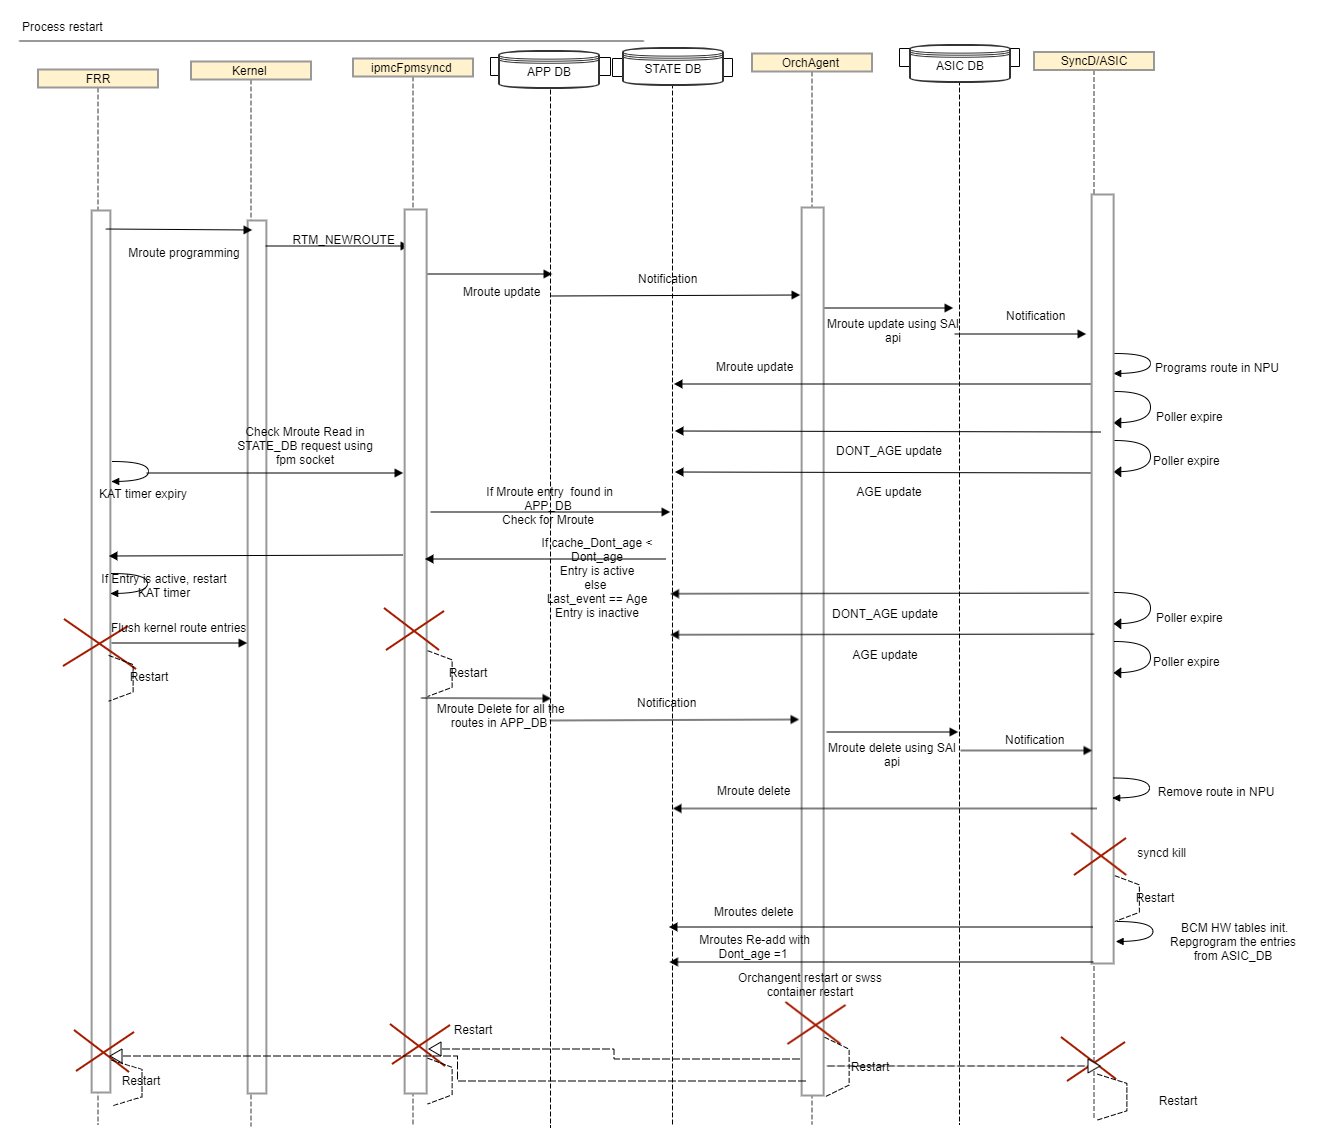 Process restart
FRR
Kernel
ipmcFpmsyncd
APP DB
STATE DB
OrchAgent
ASIC DB
SyncD/ASIC
Mroute programming
RTM_NEWROUTE
Mroute update
Notification
Mroute update using SAI
api
Notification
Programs route in NPU
Mroute update
Poller expire
DONT_AGE update
Poller expire
AGE update
Check Mroute Read in
STATE_DB request using
fpm socket
KAT timer expiry
If Mroute entry found in
APP_DB
Check for Mroute
If cache_Dont_age <
Dont_age
Entry is active
else
Last_event == Age
Entry is inactive
If Entry is active, restart
KAT timer
DONT_AGE update
Poller expire
AGE update
Poller expire
Flush kernel route entries
Restart
Restart
Mroute Delete for all the
routes in APP_DB
Notification
Mroute delete using SAI
api
Notification
Remove route in NPU
Mroute delete
syncd kill
Restart
Mroutes delete
BCM HW tables init.
Repgrogram the entries
from ASIC_DB
Mroutes Re-add with
Dont_age =1
Orchangent restart or swss
container restart
Restart
Restart
Restart
Restart